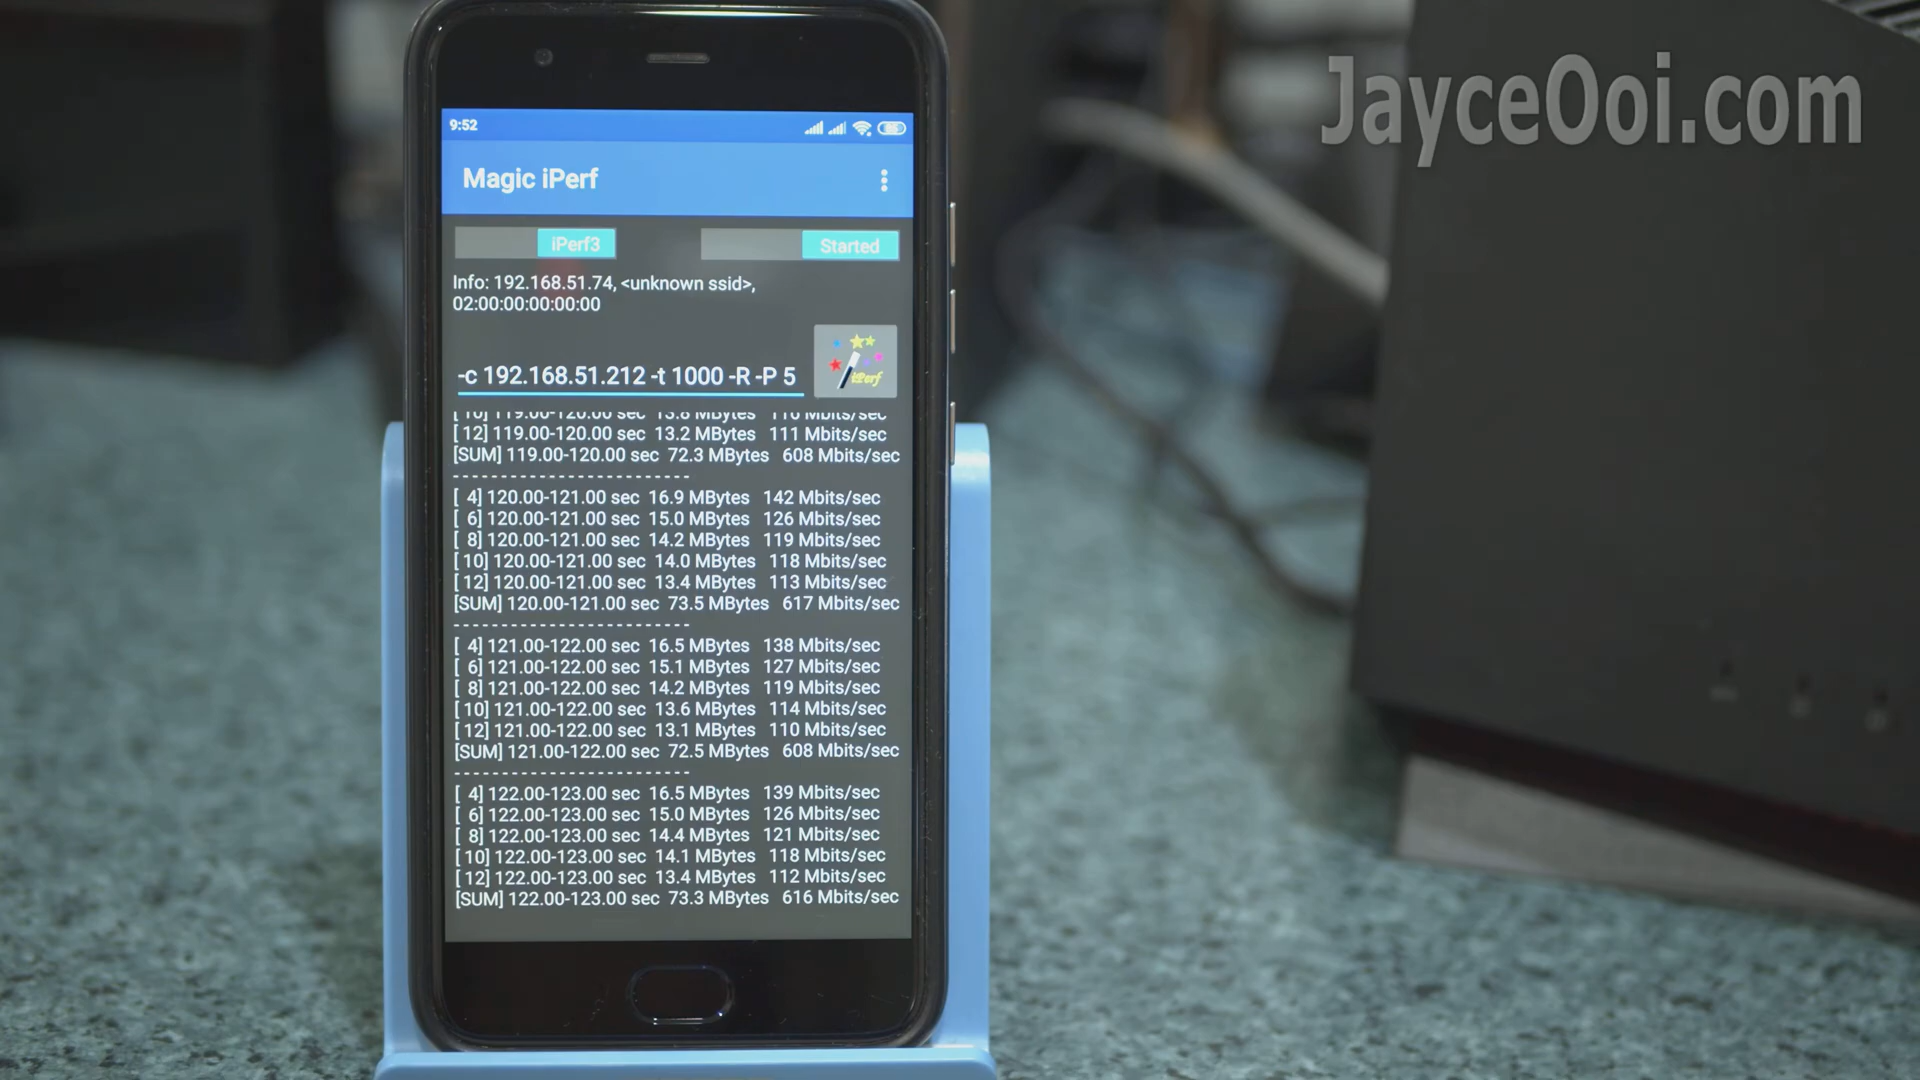 JayceOoi.com
9:52
Magic iPerf
iPerf3 Started
Info: 192.168.51.74, <unknown ssid>,
02:00:00:00:00:00
-c 192.168.51.212 -t 1000 -R -P 5
iPerf
[ 10] 119.00-120.00 sec 13.8 MBytes 116 Mbits/sec
[ 12] 119.00-120.00 sec 13.2 MBytes 111 Mbits/sec
[SUM] 119.00-120.00 sec 72.3 MBytes 608 Mbits/sec
- - - - - - - - - - - - - - - - - - - - - - - - -
[ 4] 120.00-121.00 sec 16.9 MBytes 142 Mbits/sec
[ 6] 120.00-121.00 sec 15.0 MBytes 126 Mbits/sec
[ 8] 120.00-121.00 sec 14.2 MBytes 119 Mbits/sec
[ 10] 120.00-121.00 sec 14.0 MBytes 118 Mbits/sec
[ 12] 120.00-121.00 sec 13.4 MBytes 113 Mbits/sec
[SUM] 120.00-121.00 sec 73.5 MBytes 617 Mbits/sec
- - - - - - - - - - - - - - - - - - - - - - - - -
[ 4] 121.00-122.00 sec 16.5 MBytes 138 Mbits/sec
[ 6] 121.00-122.00 sec 15.1 MBytes 127 Mbits/sec
[ 8] 121.00-122.00 sec 14.2 MBytes 119 Mbits/sec
[ 10] 121.00-122.00 sec 13.6 MBytes 114 Mbits/sec
[ 12] 121.00-122.00 sec 13.1 MBytes 110 Mbits/sec
[SUM] 121.00-122.00 sec 72.5 MBytes 608 Mbits/sec
- - - - - - - - - - - - - - - - - - - - - - - - -
[ 4] 122.00-123.00 sec 16.5 MBytes 139 Mbits/sec
[ 6] 122.00-123.00 sec 15.0 MBytes 126 Mbits/sec
[ 8] 122.00-123.00 sec 14.4 MBytes 121 Mbits/sec
[ 10] 122.00-123.00 sec 14.1 MBytes 118 Mbits/sec
[ 12] 122.00-123.00 sec 13.4 MBytes 112 Mbits/sec
[SUM] 122.00-123.00 sec 73.3 MBytes 616 Mbits/sec